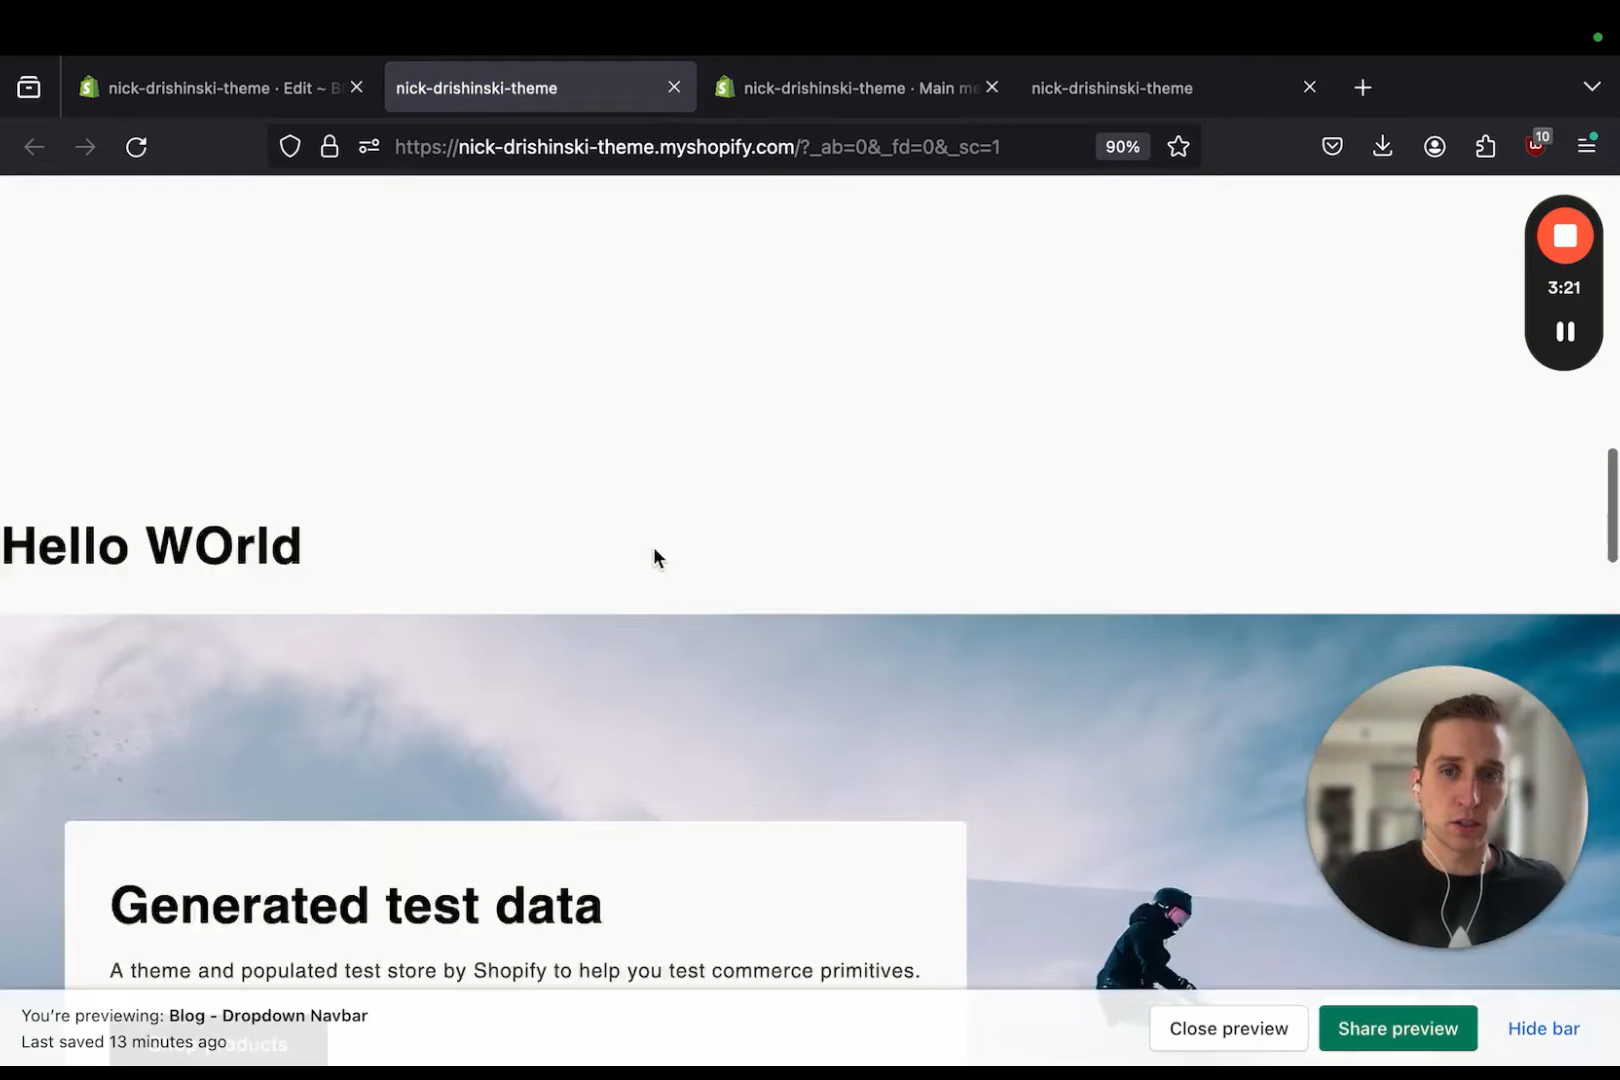 nick-drishinski-theme · Edit ~ B
nick-drishinski-theme
nick-drishinski-theme · Main me
nick-drishinski-theme
https://nick-drishinski-theme.myshopify.com/?_ab=0&_fd=0&_sc=1
90%
10
3:21
Hello WOrld
Generated test data
A theme and populated test store by Shopify to help you test commerce primitives.
You're previewing: Blog - Dropdown Navbar
Last saved 13 minutes ago
products
Close preview
Share preview
Hide bar